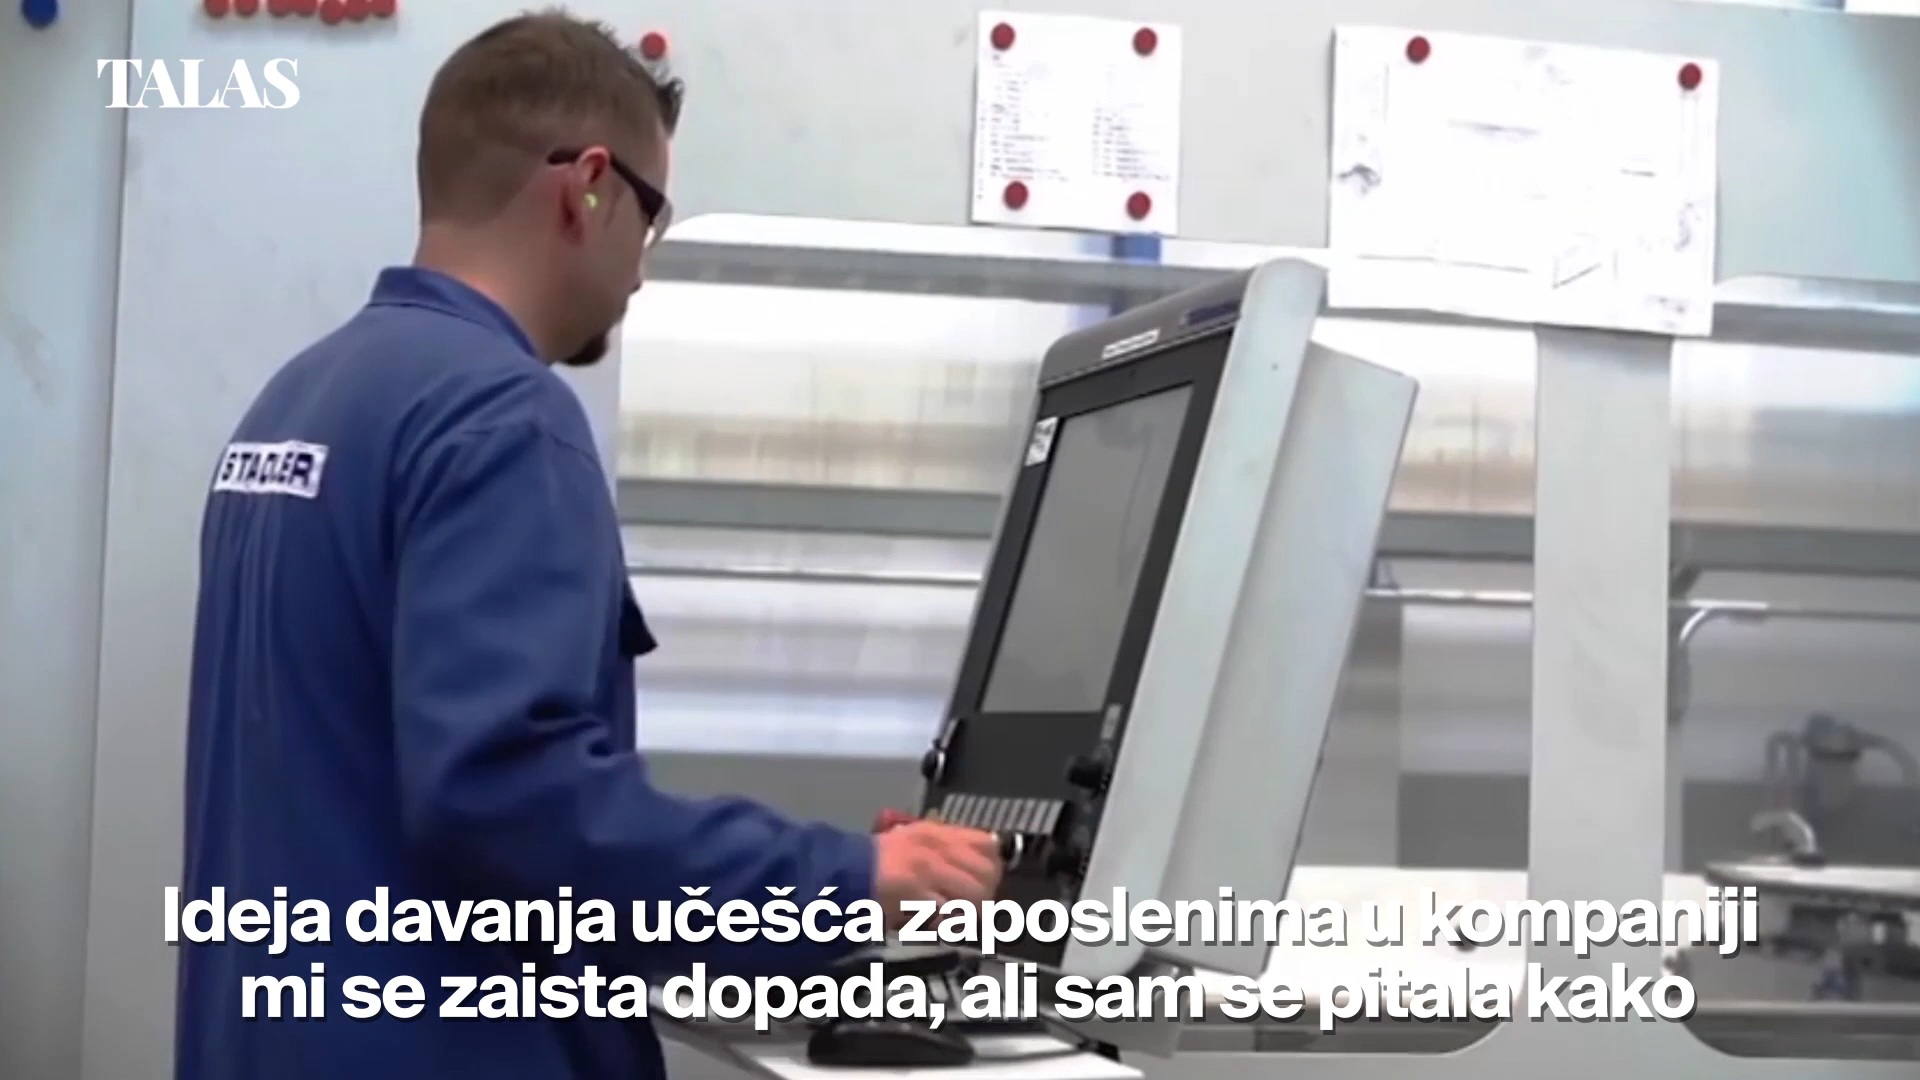 TALAS
STADLER
Ideja davanja učešća zaposlenima u kompaniji
mi se zaista dopada, ali sam se pitala kako